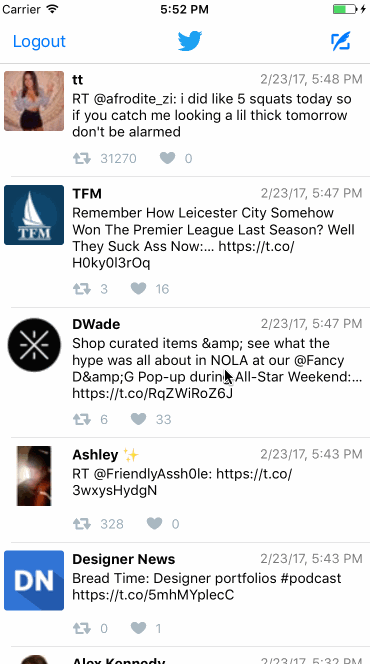 Carrier 5:52 PM
Logout
tt 2/23/17, 5:48 PM
RT @afrodite_zi: i did like 5 squats today so
if you catch me looking a lil thick tomorrow
don't be alarmed
31270 0
TFM 2/23/17, 5:47 PM
TFM
Remember How Leicester City Somehow
Won The Premier League Last Season? Well
They Suck Ass Now:... https://t.co/
H0ky0l3rOq
3 16
DWade 2/23/17, 5:47 PM
Shop curated items &amp; see what the
hype was all about in NOLA at our @Fancy
D&amp;G Pop-up during All-Star Weekend:...
https://t.co/RqZWiRoZ6J
6 33
Ashley ✨ 2/23/17, 5:43 PM
RT @FriendlyAssh0le: https://t.co/
3wxysHydgN
328 0
Designer News 2/23/17, 5:43 PM
DN
Bread Time: Designer portfolios #podcast
https://t.co/5mhMYplecC
0 1
Alex Kennedy 2/23/17, 5:32 PM